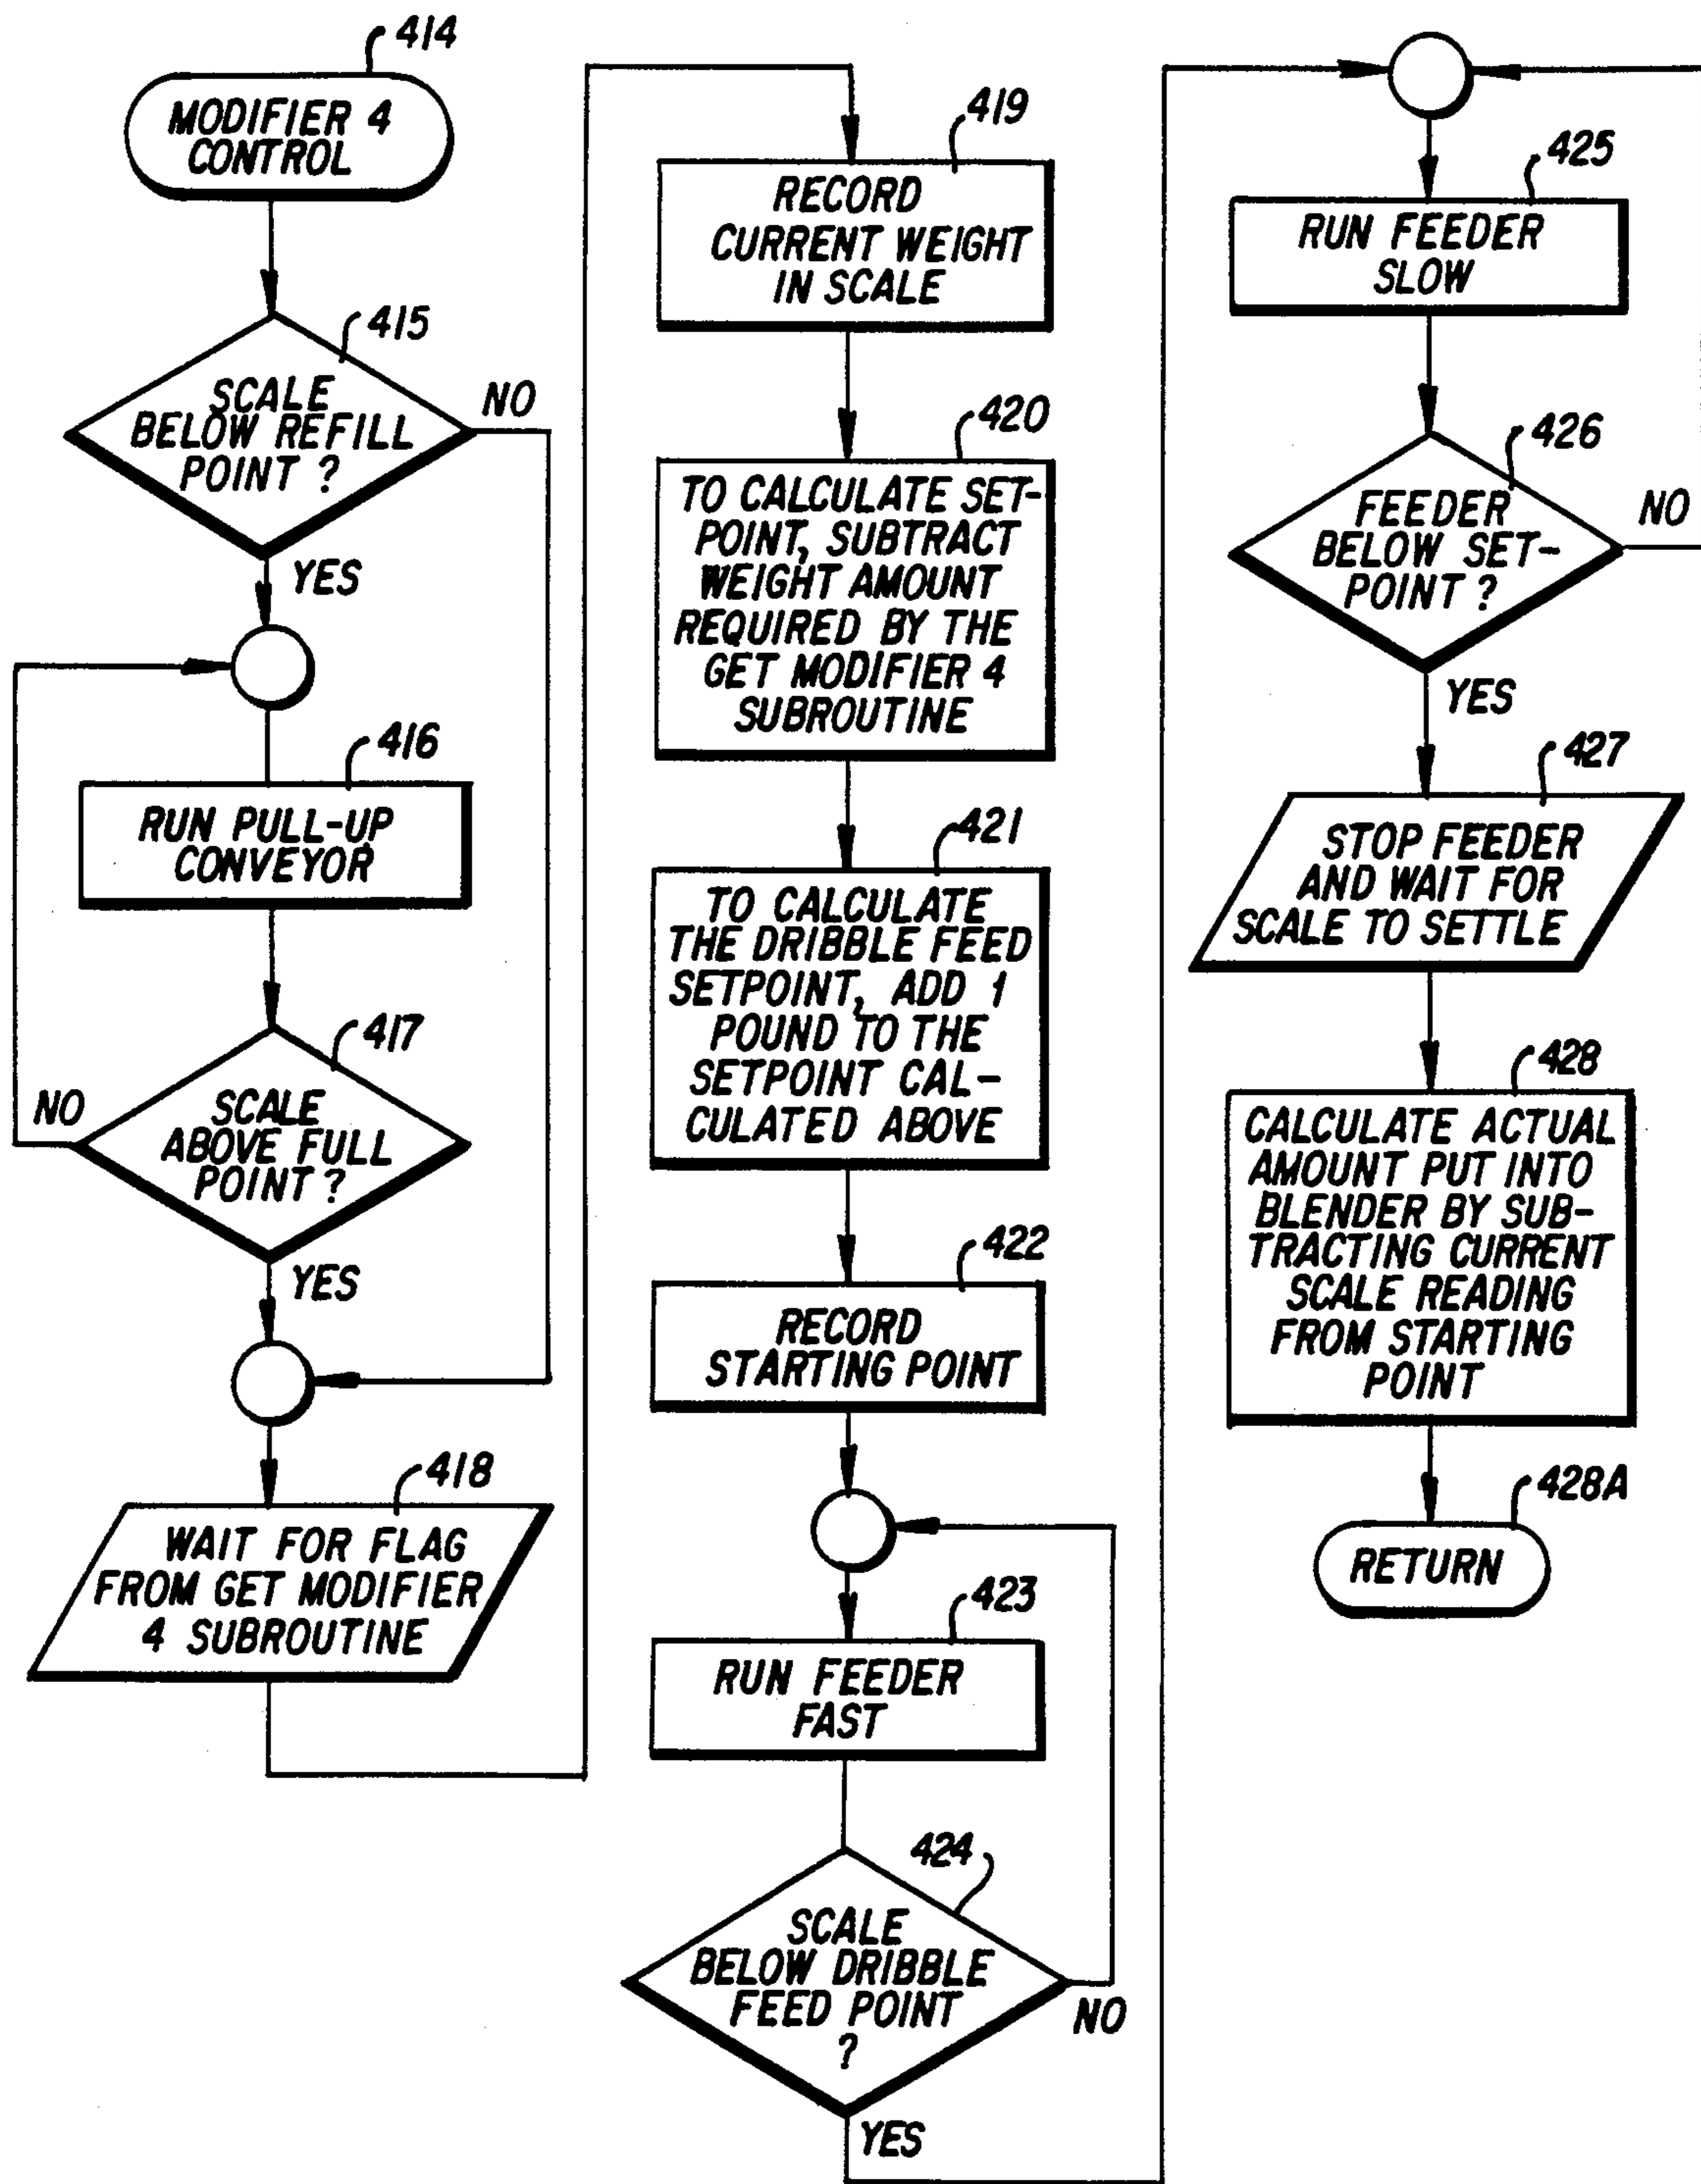 414
MODIFIER 4
CONTROL
415
SCALE
BELOW REFILL
POINT ?
NO
YES
416
RUN PULL-UP
CONVEYOR
417
SCALE
ABOVE FULL
POINT ?
NO
YES
418
WAIT FOR FLAG
FROM GET MODIFIER
4 SUBROUTINE
419
RECORD
CURRENT WEIGHT
IN SCALE
420
TO CALCULATE SET-
POINT, SUBTRACT
WEIGHT AMOUNT
REQUIRED BY THE
GET MODIFIER 4
SUBROUTINE
421
TO CALCULATE
THE DRIBBLE FEED
SETPOINT, ADD 1
POUND TO THE
SETPOINT CAL-
CULATED ABOVE
422
RECORD
STARTING POINT
423
RUN FEEDER
FAST
424
SCALE
BELOW DRIBBLE
FEED POINT
?
NO
YES
425
RUN FEEDER
SLOW
426
FEEDER
BELOW SET-
POINT ?
NO
YES
427
STOP FEEDER
AND WAIT FOR
SCALE TO SETTLE
428
CALCULATE ACTUAL
AMOUNT PUT INTO
BLENDER BY SUB-
TRACTING CURRENT
SCALE READING
FROM STARTING
POINT
428A
RETURN